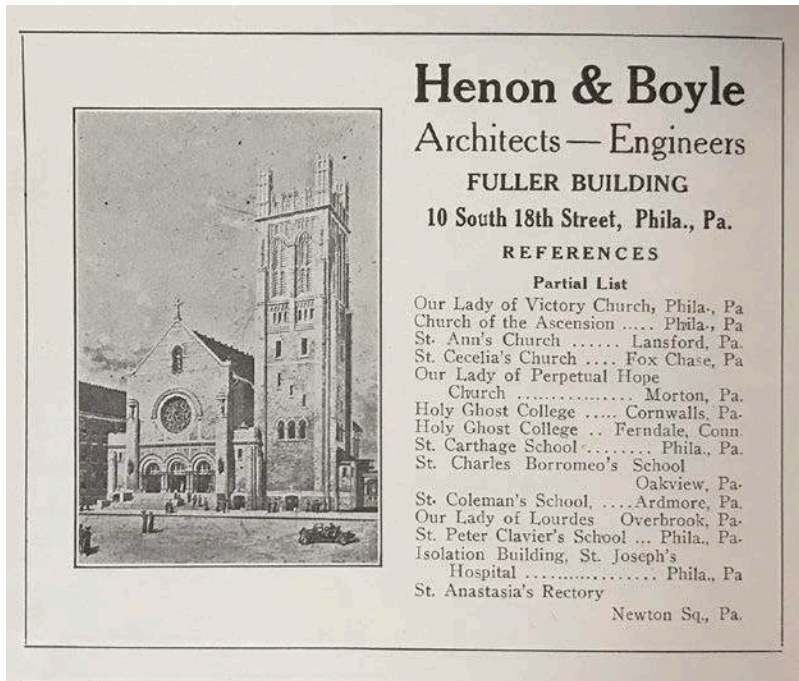 Henon & Boyle
Architects — Engineers
FULLER BUILDING
10 South 18th Street, Phila., Pa.
REFERENCES
Partial List
Our Lady of Victory Church, Phila., Pa
Church of the Ascension ..... Phila., Pa
St. Ann's Church ...... Lansford, Pa.
St. Cecelia's Church .... Fox Chase, Pa
Our Lady of Perpetual Hope
Church ................ Morton, Pa.
Holy Ghost College ..... Cornwalls, Pa.
Holy Ghost College .. Ferndale, Conn.
St. Carthage School ......... Phila., Pa.
St. Charles Borromeo's School
Oakview, Pa.
St. Coleman's School, ....Ardmore, Pa.
Our Lady of Lourdes Overbrook, Pa.
St. Peter Clavier's School ... Phila., Pa.
Isolation Building, St. Joseph's
Hospital .................. Phila., Pa
St. Anastasia's Rectory
Newton Sq., Pa.